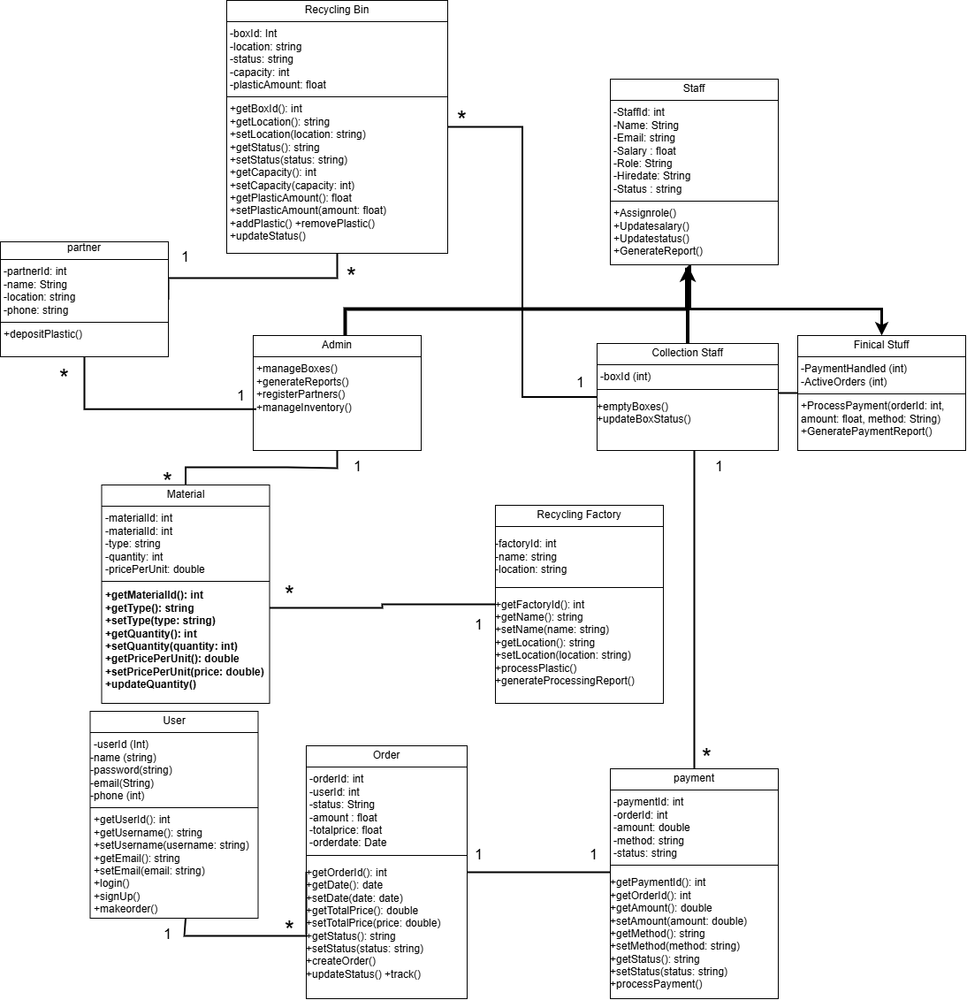 Recycling Bin
-boxId: Int
-location: string
-status: string
-capacity: int
-plasticAmount: float
+getBoxId(): int
+getLocation(): string
+setLocation(location: string)
+getStatus(): string
+setStatus(status: string)
+getCapacity(): int
+setCapacity(capacity: int)
+getPlasticAmount(): float
+setPlasticAmount(amount: float)
+addPlastic() +removePlastic()
+updateStatus()
*
Staff
-StaffId: int
-Name: String
-Email: string
-Salary : float
-Role: String
-Hiredate: String
-Status : string
+Assignrole()
+Updatesalary()
+Updatestatus()
+GenerateReport()
partner
-partnerId: int
-name: String
-location: string
-phone: string
+depositPlastic()
1
*
*
1
Admin
+manageBoxes()
+generateReports()
+registerPartners()
+manageInventory()
1
Collection Staff
-boxId (int)
+emptyBoxes()
+updateBoxStatus()
Finical Stuff
-PaymentHandled (int)
-ActiveOrders (int)
+ProcessPayment(orderId: int,
amount: float, method: String)
+GeneratePaymentReport()
1
*
1
Material
-materialId: int
-materialId: int
-type: string
-quantity: int
-pricePerUnit: double
+getMaterialId(): int
+getType(): string
+setType(type: string)
+getQuantity(): int
+setQuantity(quantity: int)
+getPricePerUnit(): double
+setPricePerUnit(price: double)
+updateQuantity()
*
1
Recycling Factory
-factoryId: int
-name: string
-location: string
+getFactoryId(): int
+getName(): string
+setName(name: string)
+getLocation(): string
+setLocation(location: string)
+processPlastic()
+generateProcessingReport()
User
-userId (Int)
-name (string)
-password(string)
-email(String)
-phone (int)
+getUserId(): int
+getUsername(): string
+setUsername(username: string)
+getEmail(): string
+setEmail(email: string)
+login()
+signUp()
+makeorder()
1
*
Order
-orderId: int
-userId: int
-status: String
-amount : float
-totalprice: float
-orderdate: Date
+getOrderId(): int
+getDate(): date
+setDate(date: date)
+getTotalPrice(): double
+setTotalPrice(price: double)
+getStatus(): string
+setStatus(status: string)
+createOrder()
+updateStatus() +track()
1
1
*
payment
-paymentId: int
-orderId: int
-amount: double
-method: string
-status: string
+getPaymentId(): int
+getOrderId(): int
+getAmount(): double
+setAmount(amount: double)
+getMethod(): string
+setMethod(method: string)
+getStatus(): string
+setStatus(status: string)
+processPayment()